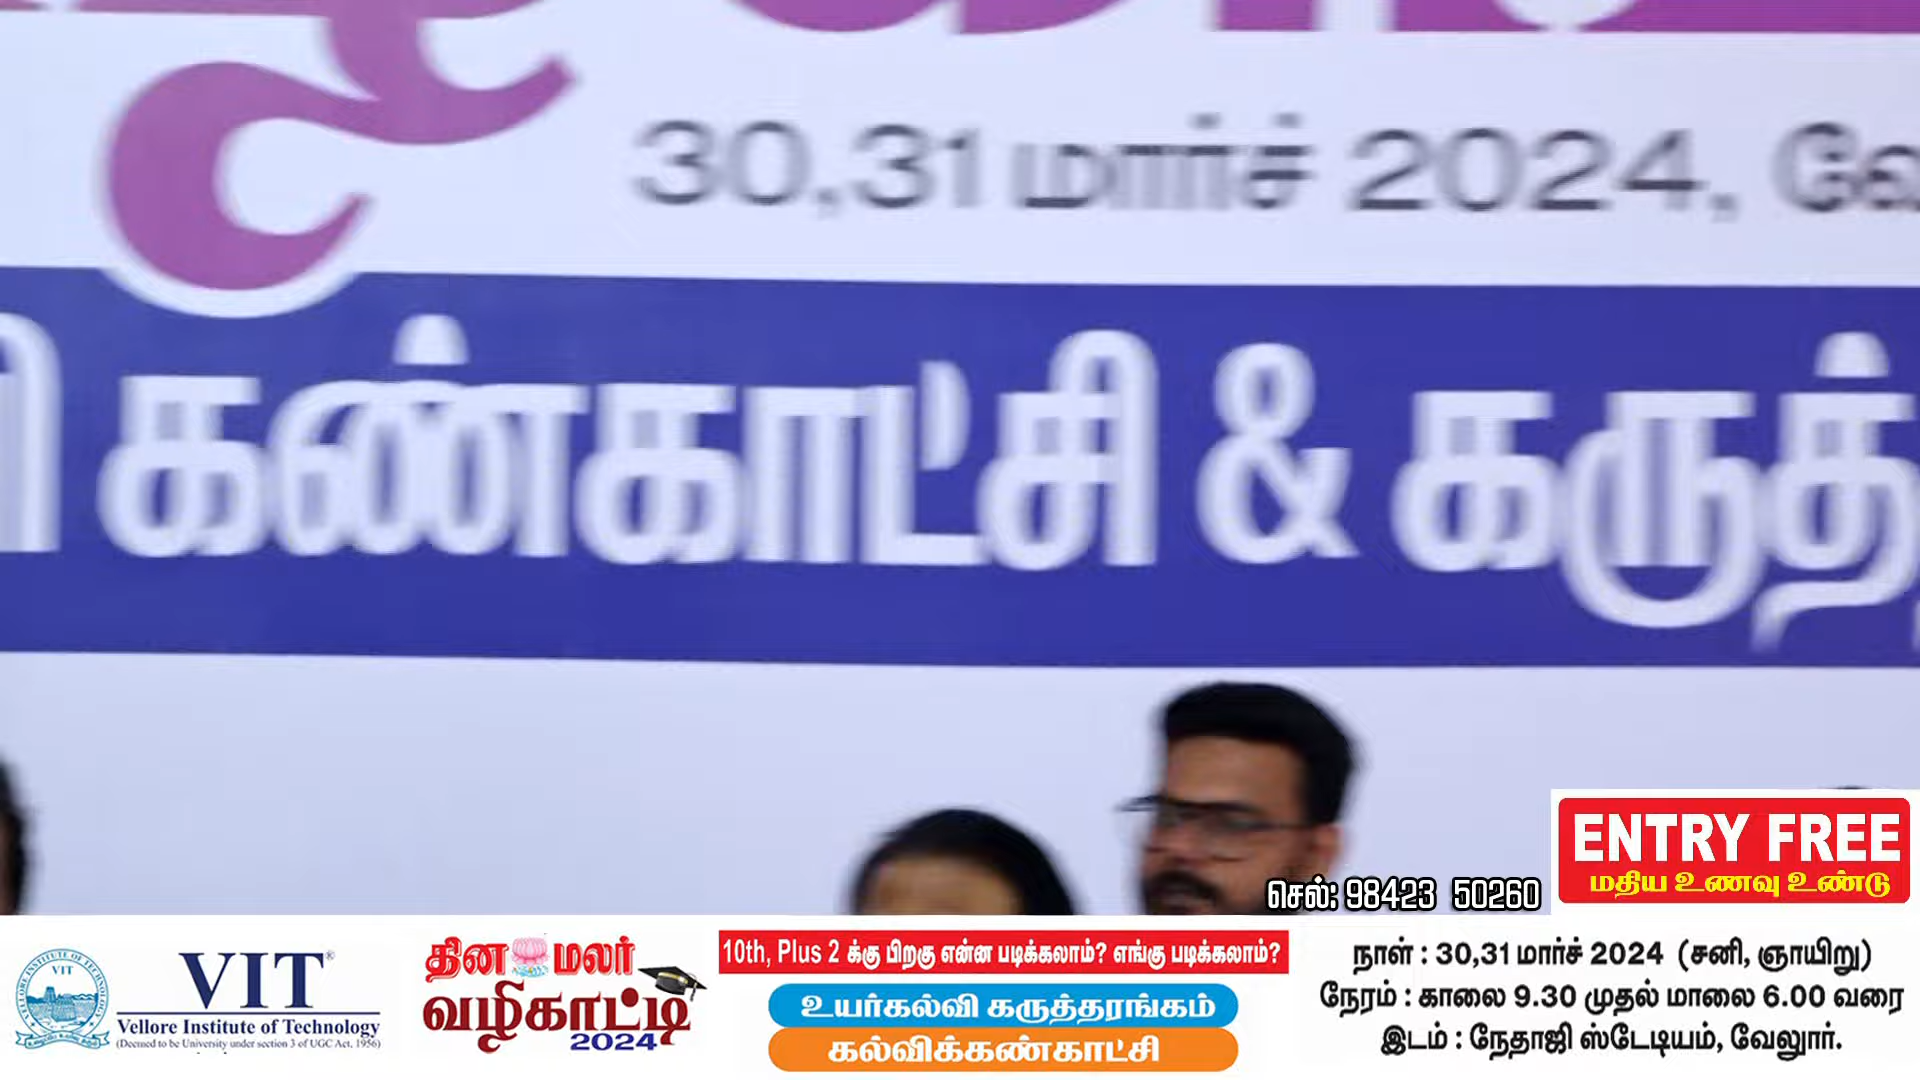 30,31 மார்ச் 2024,
கண்காட்சி &
செல்: 98423 50260
ENTRY FREE
மதிய உணவு உண்டு
VIT
VIT
Vellore Institute of Technology
(Deemed to be University under section 3 of UGC Act, 1956)
தினமலர்
வழிகாட்டி
2024
10th, Plus 2 க்கு பிறகு என்ன படிக்கலாம்? எங்கு படிக்கலாம்?
உயர்கல்வி கருத்தரங்கம்
கல்விக்கண்காட்சி
நாள் : 30,31 மார்ச் 2024 (சனி, ஞாயிறு)
நேரம் : காலை 9.30 முதல் மாலை 6.00 வரை
இடம் : நேதாஜி ஸ்டேடியம், வேலூர்.